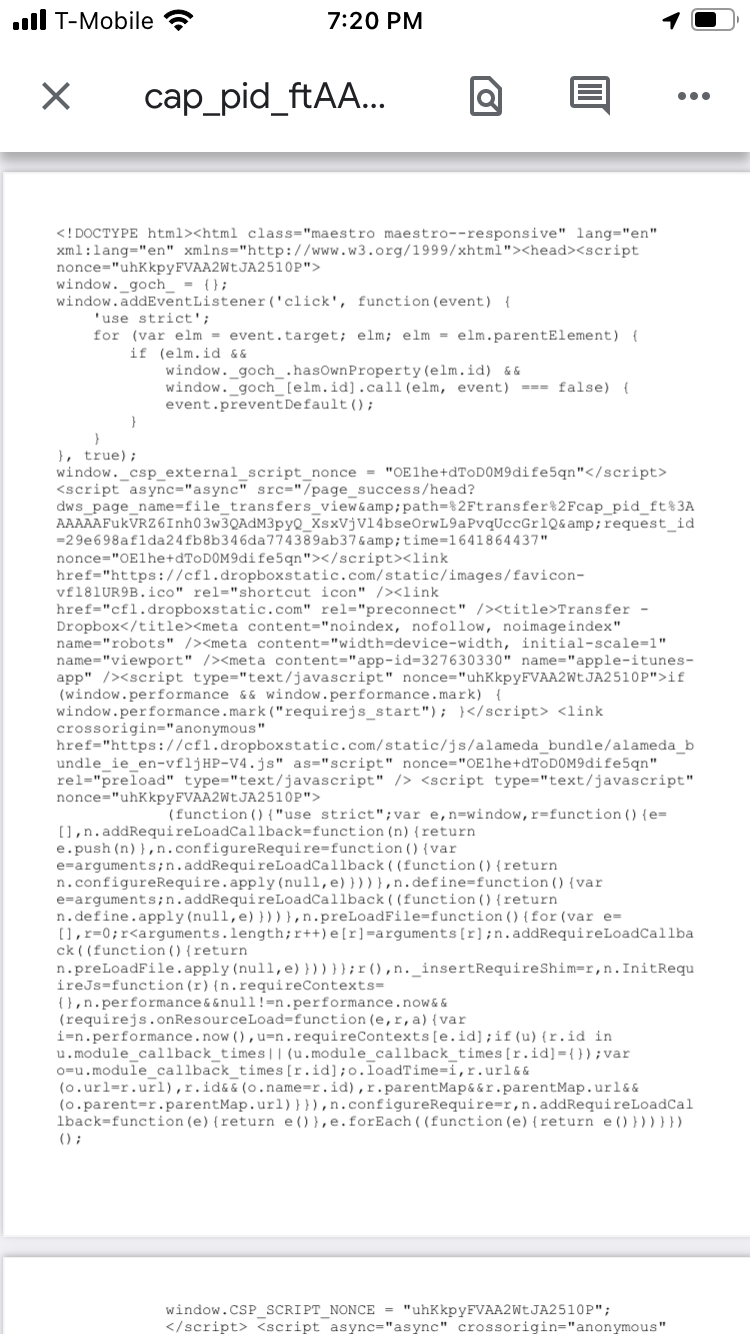 T-Mobile 7:20 PM
cap_pid_ftAA...
<!DOCTYPE html><html class="maestro maestro--responsive" lang="en"
xml:lang="en" xmlns="http://www.w3.org/1999/xhtml"><head><script
nonce="uhKkpyFVAA2WtJA2510P">
window._goch_ = {};
window.addEventListener('click', function(event) {
    'use strict';
    for (var elm = event.target; elm; elm = elm.parentElement) {
        if (elm.id &&
            window._goch_.hasOwnProperty(elm.id) &&
            window._goch_[elm.id].call(elm, event) === false) {
            event.preventDefault();
        }
    }
}, true);
window._csp_external_script_nonce = "OE1he+dToD0M9dife5qn"</script>
<script async="async" src="/page_success/head?
dws_page_name=file_transfers_view&amp;path=%2Ftransfer%2Fcap_pid_ft%3A
AAAAAFukVRZ6Inh03w3QAdM3pyQ_XsxVjV14bseOrwL9aPvqUccGrlQ&amp;request_id
=29e698af1da24fb8b346da774389ab37&amp;time=1641864437"
nonce="OE1he+dToD0M9dife5qn"></script><link
href="https://cfl.dropboxstatic.com/static/images/favicon-
vfl8lUR9B.ico" rel="shortcut icon" /><link
href="cfl.dropboxstatic.com" rel="preconnect" /><title>Transfer -
Dropbox</title><meta content="noindex, nofollow, noimageindex"
name="robots" /><meta content="width=device-width, initial-scale=1"
name="viewport" /><meta content="app-id=327630330" name="apple-itunes-
app" /><script type="text/javascript" nonce="uhKkpyFVAA2WtJA2510P">if
(window.performance && window.performance.mark) {
window.performance.mark("requirejs_start"); }</script> <link
crossorigin="anonymous"
href="https://cfl.dropboxstatic.com/static/js/alameda_bundle/alameda_b
undle_ie_en-vfljHP-V4.js" as="script" nonce="OE1he+dToD0M9dife5qn"
rel="preload" type="text/javascript" /> <script type="text/javascript"
nonce="uhKkpyFVAA2WtJA2510P">
            (function(){"use strict";var e,n=window,r=function(){e=
[],n.addRequireLoadCallback=function(n){return
e.push(n)},n.configureRequire=function(){var
e=arguments;n.addRequireLoadCallback((function(){return
n.configureRequire.apply(null,e)}))},n.define=function(){var
e=arguments;n.addRequireLoadCallback((function(){return
n.define.apply(null,e)}))},n.preLoadFile=function(){for(var e=
[],r=0;r<arguments.length;r++)e[r]=arguments[r];n.addRequireLoadCallba
ck((function(){return
n.preLoadFile.apply(null,e)}))}};r(),n._insertRequireShim=r,n.InitRequ
ireJs=function(r){n.requireContexts=
{},n.performance&&null!=n.performance.now&&
(requirejs.onResourceLoad=function(e,r,a){var
i=n.performance.now(),u=n.requireContexts[e.id];if(u){r.id in
u.module_callback_times||(u.module_callback_times[r.id]={});var
o=u.module_callback_times[r.id];o.loadTime=i,r.url&&
(o.url=r.url),r.id&&(o.name=r.id),r.parentMap&&r.parentMap.url&&
(o.parent=r.parentMap.url)}}),n.configureRequire=r,n.addRequireLoadCal
lback=function(e){return e()},e.forEach((function(e){return e()}))}})
();
            window.CSP_SCRIPT_NONCE = "uhKkpyFVAA2WtJA2510P";
            </script> <script async="async" crossorigin="anonymous"